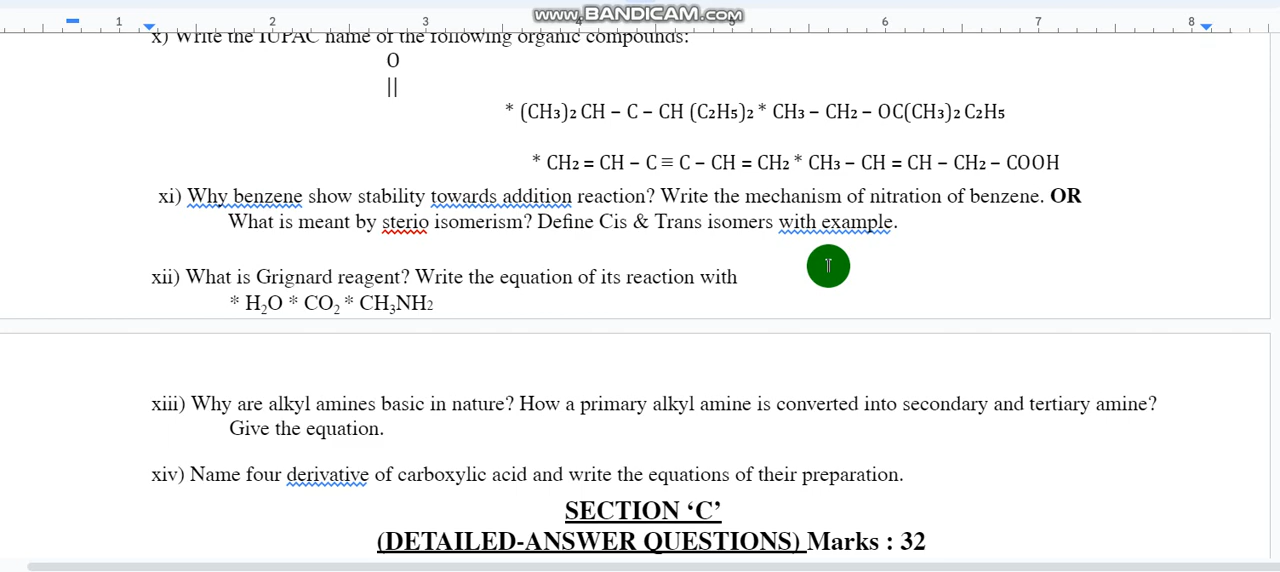 www.BANDICAM.com
1 2 3 4 5 6 7 8
x) Write the IUPAC name of the following organic compounds:
O
||
* (CH₃)₂ CH – C – CH (C₂H₅)₂ * CH₃ – CH₂ – OC(CH₃)₂ C₂H₅
* CH₂ = CH – C ≡ C – CH = CH₂ * CH₃ – CH = CH – CH₂ – COOH
xi) Why benzene show stability towards addition reaction? Write the mechanism of nitration of benzene. OR
What is meant by sterio isomerism? Define Cis & Trans isomers with example.
xii) What is Grignard reagent? Write the equation of its reaction with
* H₂O * CO₂ * CH₃NH₂
xiii) Why are alkyl amines basic in nature? How a primary alkyl amine is converted into secondary and tertiary amine?
Give the equation.
xiv) Name four derivative of carboxylic acid and write the equations of their preparation.
SECTION ‘C’
(DETAILED-ANSWER QUESTIONS) Marks : 32